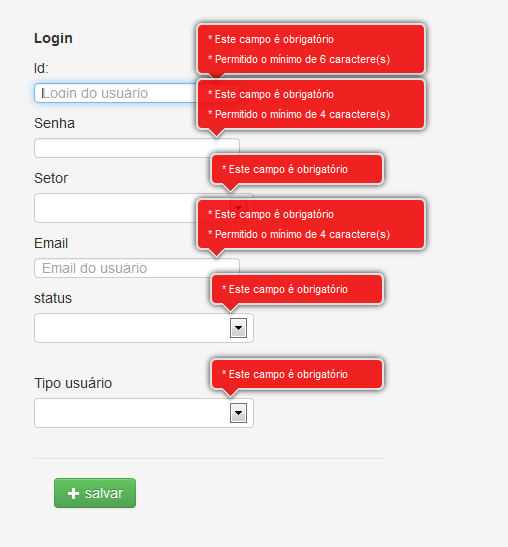 Login
* Este campo é obrigatório
* Permitido o mínimo de 6 caractere(s)
Id:
Login do usuário
* Este campo é obrigatório
* Permitido o mínimo de 4 caractere(s)
Senha
* Este campo é obrigatório
Setor
* Este campo é obrigatório
* Permitido o mínimo de 4 caractere(s)
Email
Email do usuário
* Este campo é obrigatório
status
* Este campo é obrigatório
Tipo usuário
salvar